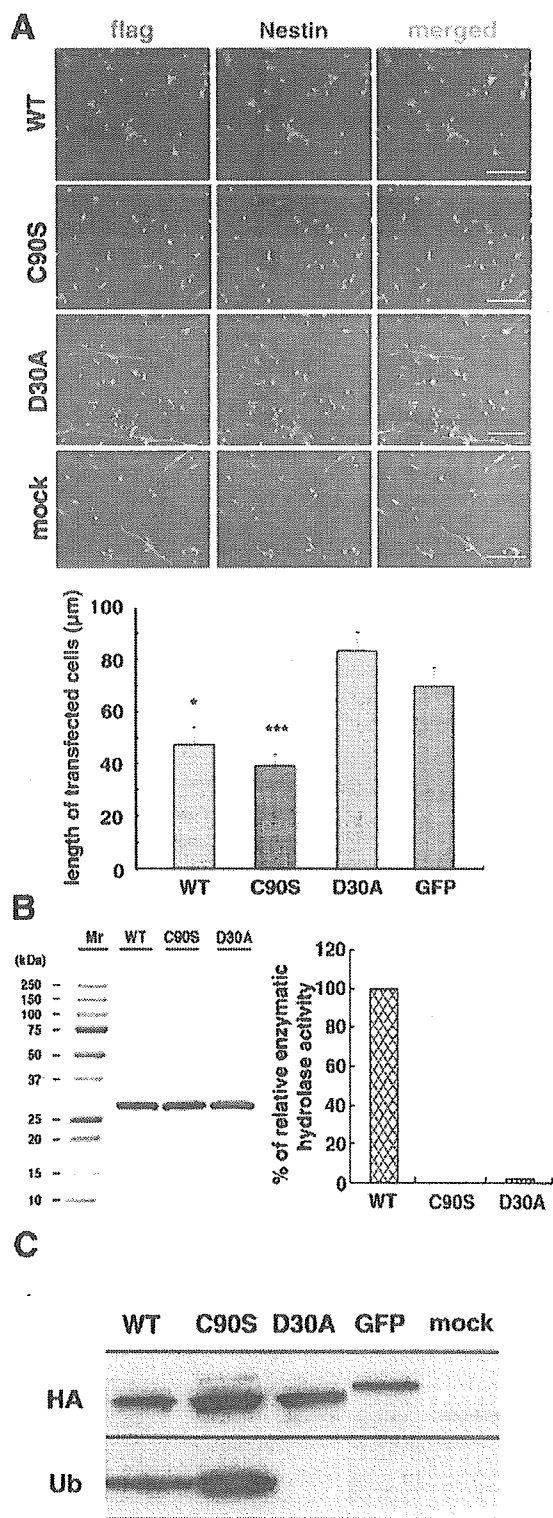 A
flag Nestin merged
WT
C90S
D30A
mock
length of transfected cells (µm)
100
80
60
40
20
0
* ***
WT C90S D30A GFP
B
Mr WT C90S D30A
(kDa)
250
150
100
75
50
37
25
20
15
10
% of relative enzymatic
hydrolase activity
120
100
80
60
40
20
0
WT C90S D30A
C
WT C90S D30A GFP mock
HA
Ub